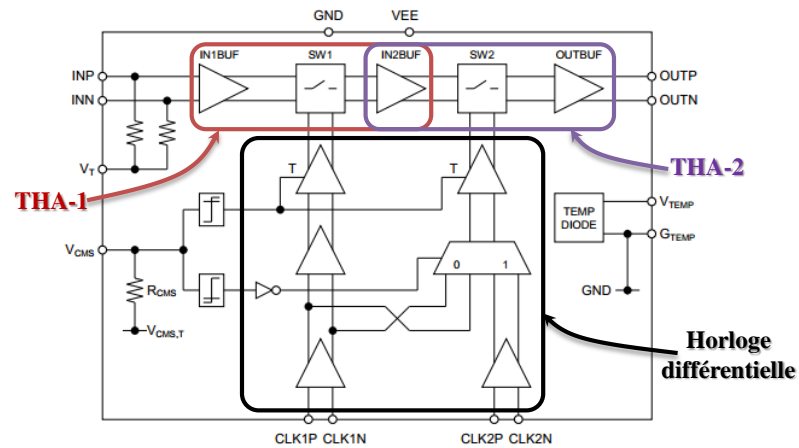 GND VEE
IN1BUF SW1 IN2BUF SW2 OUTBUF
INP OUTP
INN OUTN
T T
VT
THA-1
THA-2
TEMP
DIODE
VTEMP
GTEMP
VCMS
0 1
RCMS
GND
VCMS,T
Horloge
différentielle
CLK1P CLK1N CLK2P CLK2N